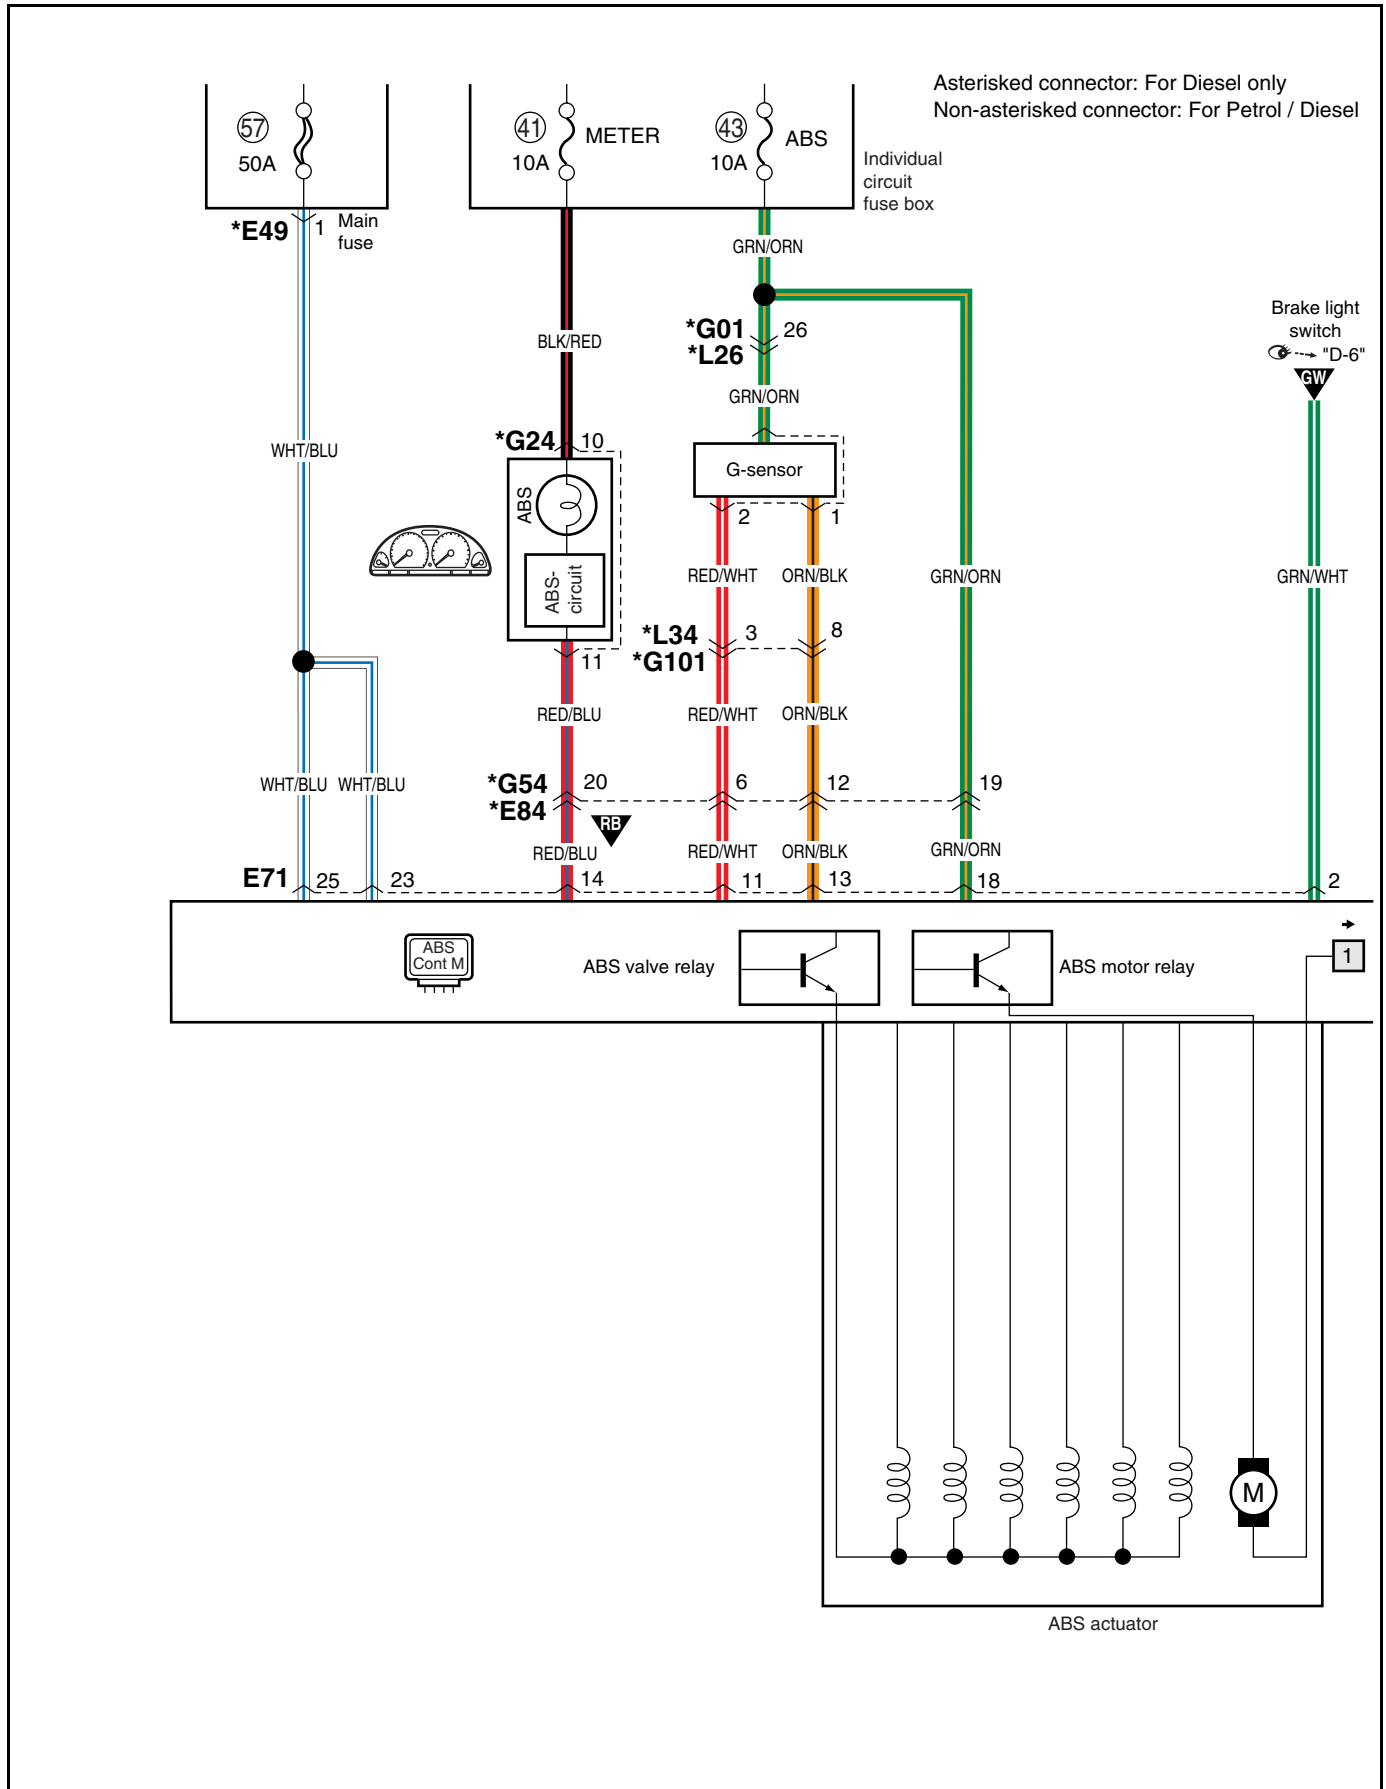 Asterisked connector: For Diesel only
Non-asterisked connector: For Petrol / Diesel
57
50A
41
10A
METER
43
10A
ABS
Individual
circuit
fuse box
*E49
1
Main
fuse
GRN/ORN
*G01
26
*L26
Brake light
switch
"D-6"
GW
BLK/RED
GRN/ORN
WHT/BLU
*G24
10
ABS
ABS-
circuit
11
G-sensor
2
1
RED/WHT
ORN/BLK
GRN/ORN
GRN/WHT
*L34
3
8
*G101
RED/BLU
RED/WHT
ORN/BLK
WHT/BLU
WHT/BLU
*G54
20
6
12
19
*E84
RB
RED/BLU
RED/WHT
ORN/BLK
GRN/ORN
E71
25
23
14
11
13
18
2
ABS
Cont M
ABS valve relay
ABS motor relay
1
M
ABS actuator